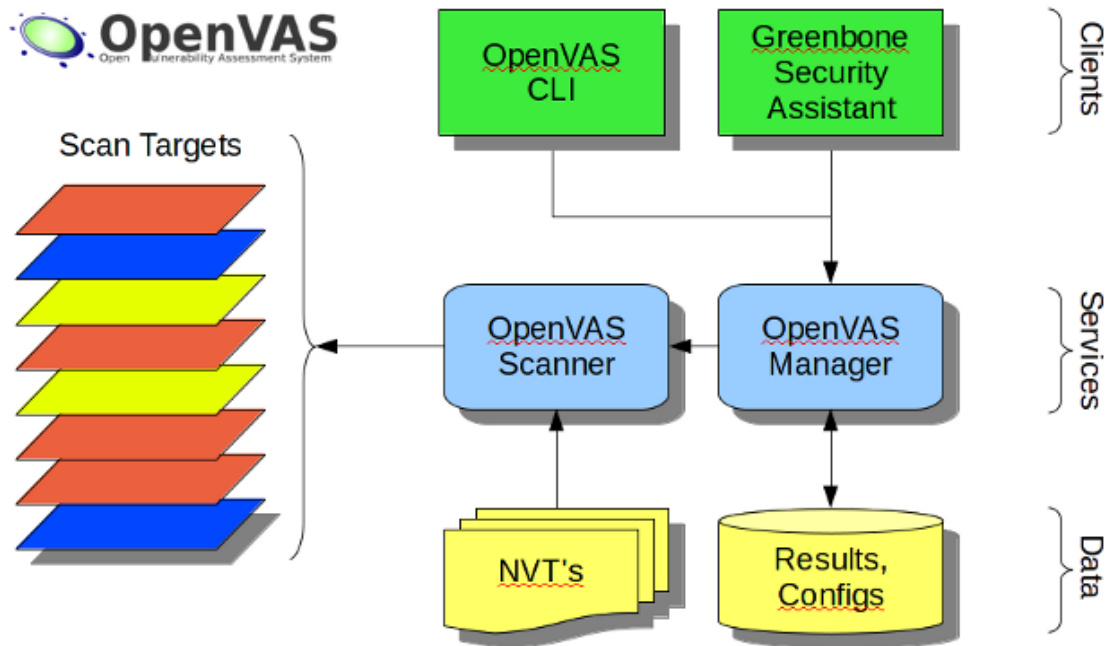 OpenVAS
Open Vulnerability Assessment System
OpenVAS
CLI
Greenbone
Security
Assistant
Clients
Scan Targets
OpenVAS
Scanner
OpenVAS
Manager
Services
NVT's
Results,
Configs
Data